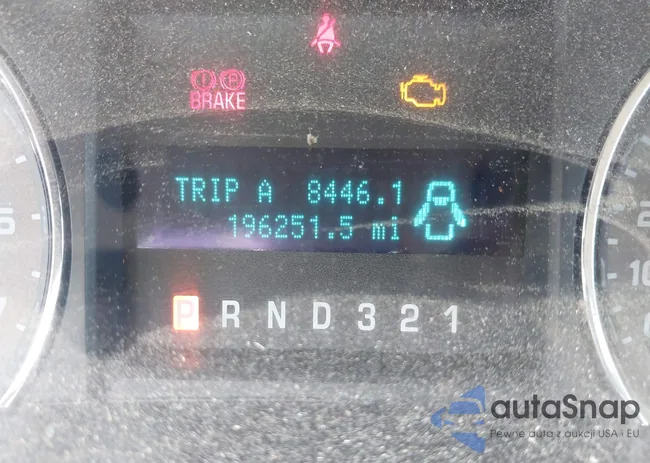 BRAKE
TRIP A 8446.1
196251.5 mi
P R N D 3 2 1
autaSnap
Pewne auta z aukcji USA i EU